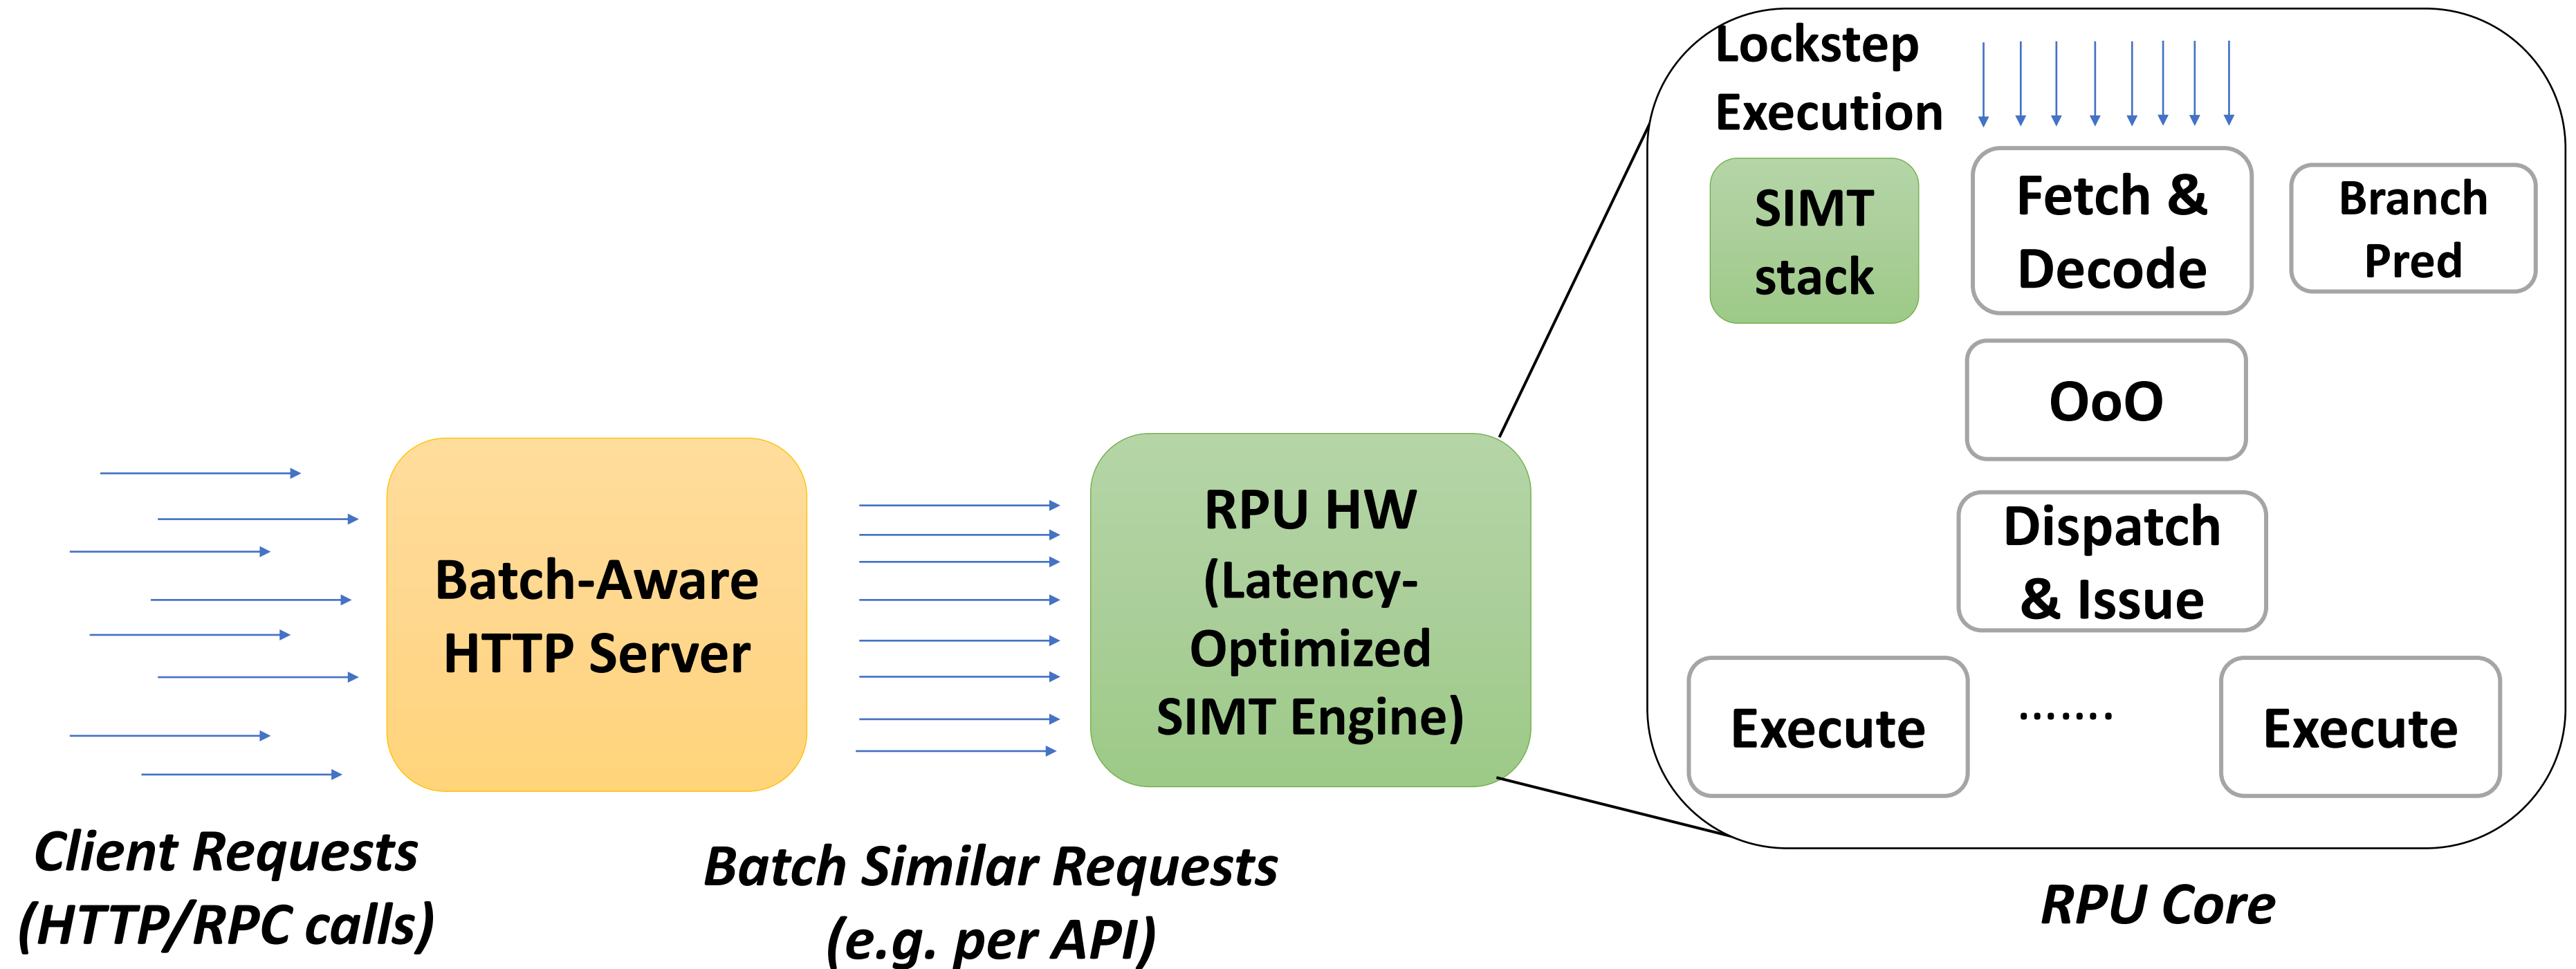 Client Requests
(HTTP/RPC calls)
Batch-Aware
HTTP Server
Batch Similar Requests
(e.g. per API)
RPU HW
(Latency-
Optimized
SIMT Engine)
Lockstep
Execution
SIMT
stack
Fetch &
Decode
Branch
Pred
OoO
Dispatch
& Issue
Execute
.......
Execute
RPU Core